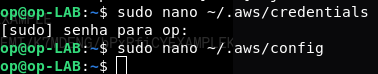 op@op-LAB:~$ sudo nano ~/.aws/credentials
[sudo] senha para op:
op@op-LAB:~$ sudo nano ~/.aws/config
op@op-LAB:~$